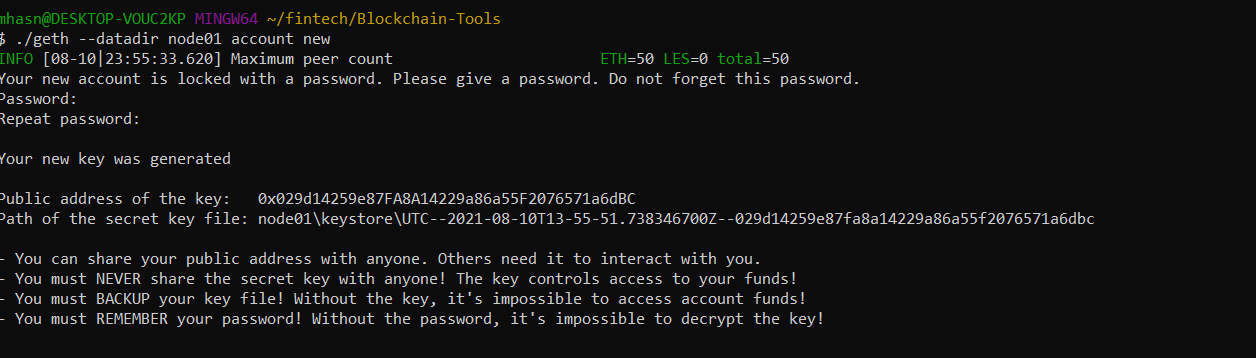 mhasn@DESKTOP-VOUC2KP MINGW64 ~/fintech/Blockchain-Tools
$ ./geth --datadir node01 account new
INFO [08-10|23:55:33.620] Maximum peer count ETH=50 LES=0 total=50
Your new account is locked with a password. Please give a password. Do not forget this password.
Password:
Repeat password:
Your new key was generated
Public address of the key: 0x029d14259e87FA8A14229a86a55F2076571a6dBC
Path of the secret key file: node01\keystore\UTC--2021-08-10T13-55-51.738346700Z--029d14259e87fa8a14229a86a55f2076571a6dbc
- You can share your public address with anyone. Others need it to interact with you.
- You must NEVER share the secret key with anyone! The key controls access to your funds!
- You must BACKUP your key file! Without the key, it's impossible to access account funds!
- You must REMEMBER your password! Without the password, it's impossible to decrypt the key!